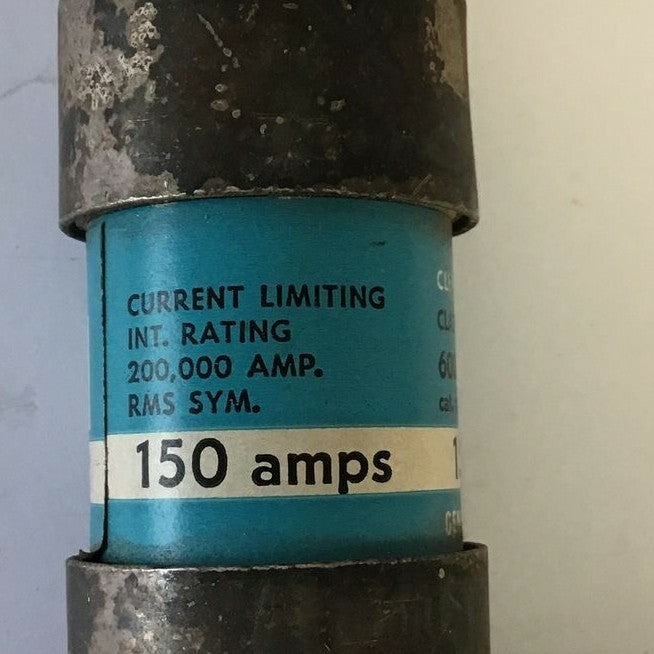 CURRENT LIMITING
INT. RATING
200,000 AMP.
RMS SYM.
150 amps